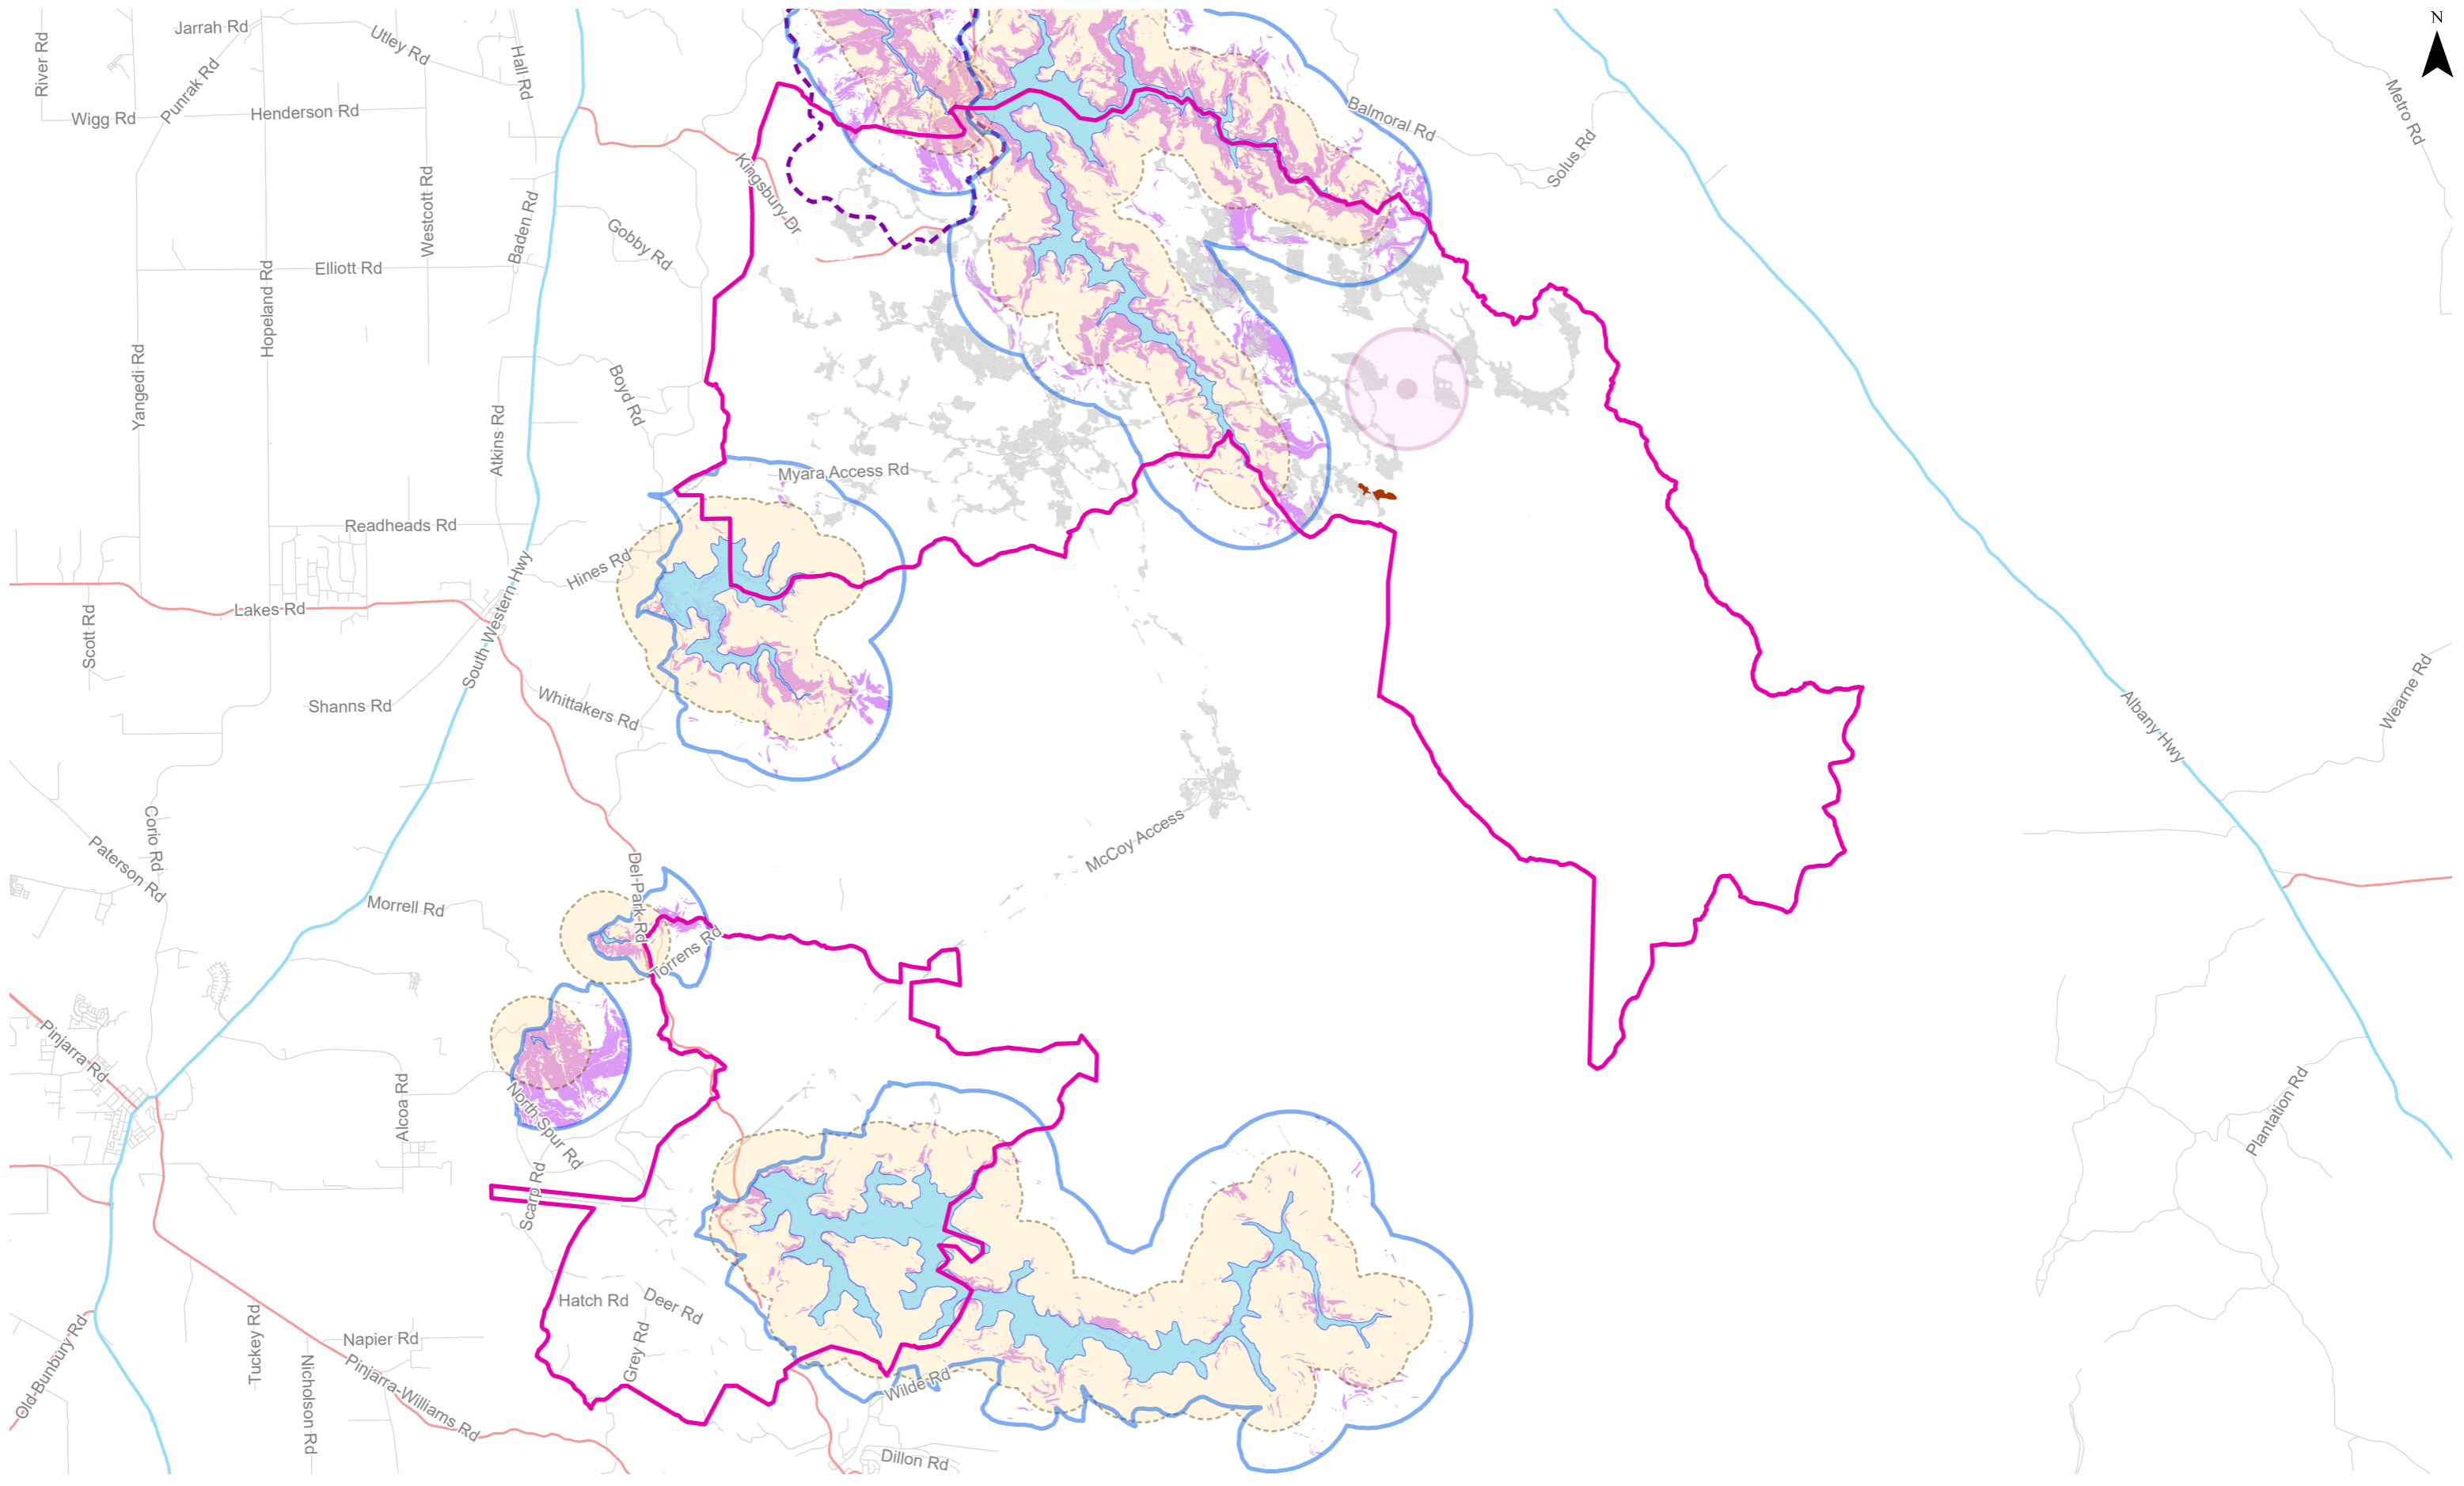 N
Jarrah Rd
River Rd
Utley Rd
Hall Rd
Punrak Rd
Wigg Rd
Henderson Rd
Balmoral Rd
Metro Rd
Solus Rd
Kingsbury Dr
Westcott Rd
Baden Rd
Gobby Rd
Elliott Rd
Hopeland Rd
Yangedi Rd
Boyd Rd
Atkins Rd
Myara Access Rd
Readheads Rd
Hines Rd
South Western Hwy
Lakes Rd
Scott Rd
Shanns Rd
Whittakers Rd
Wearne Rd
Albany Hwy
McCoy Access
Corio Rd
Paterson Rd
Del Park Rd
Morrell Rd
Torrens Rd
Pinjarra Rd
Alcoa Rd
North Spur Rd
Plantation Rd
Scarp Rd
Hatch Rd
Deer Rd
Grey Rd
Old Bunbury Rd
Tuckey Rd
Napier Rd
Nicholson Rd
Pinjarra-Williams Rd
Wilde Rd
Dillon Rd